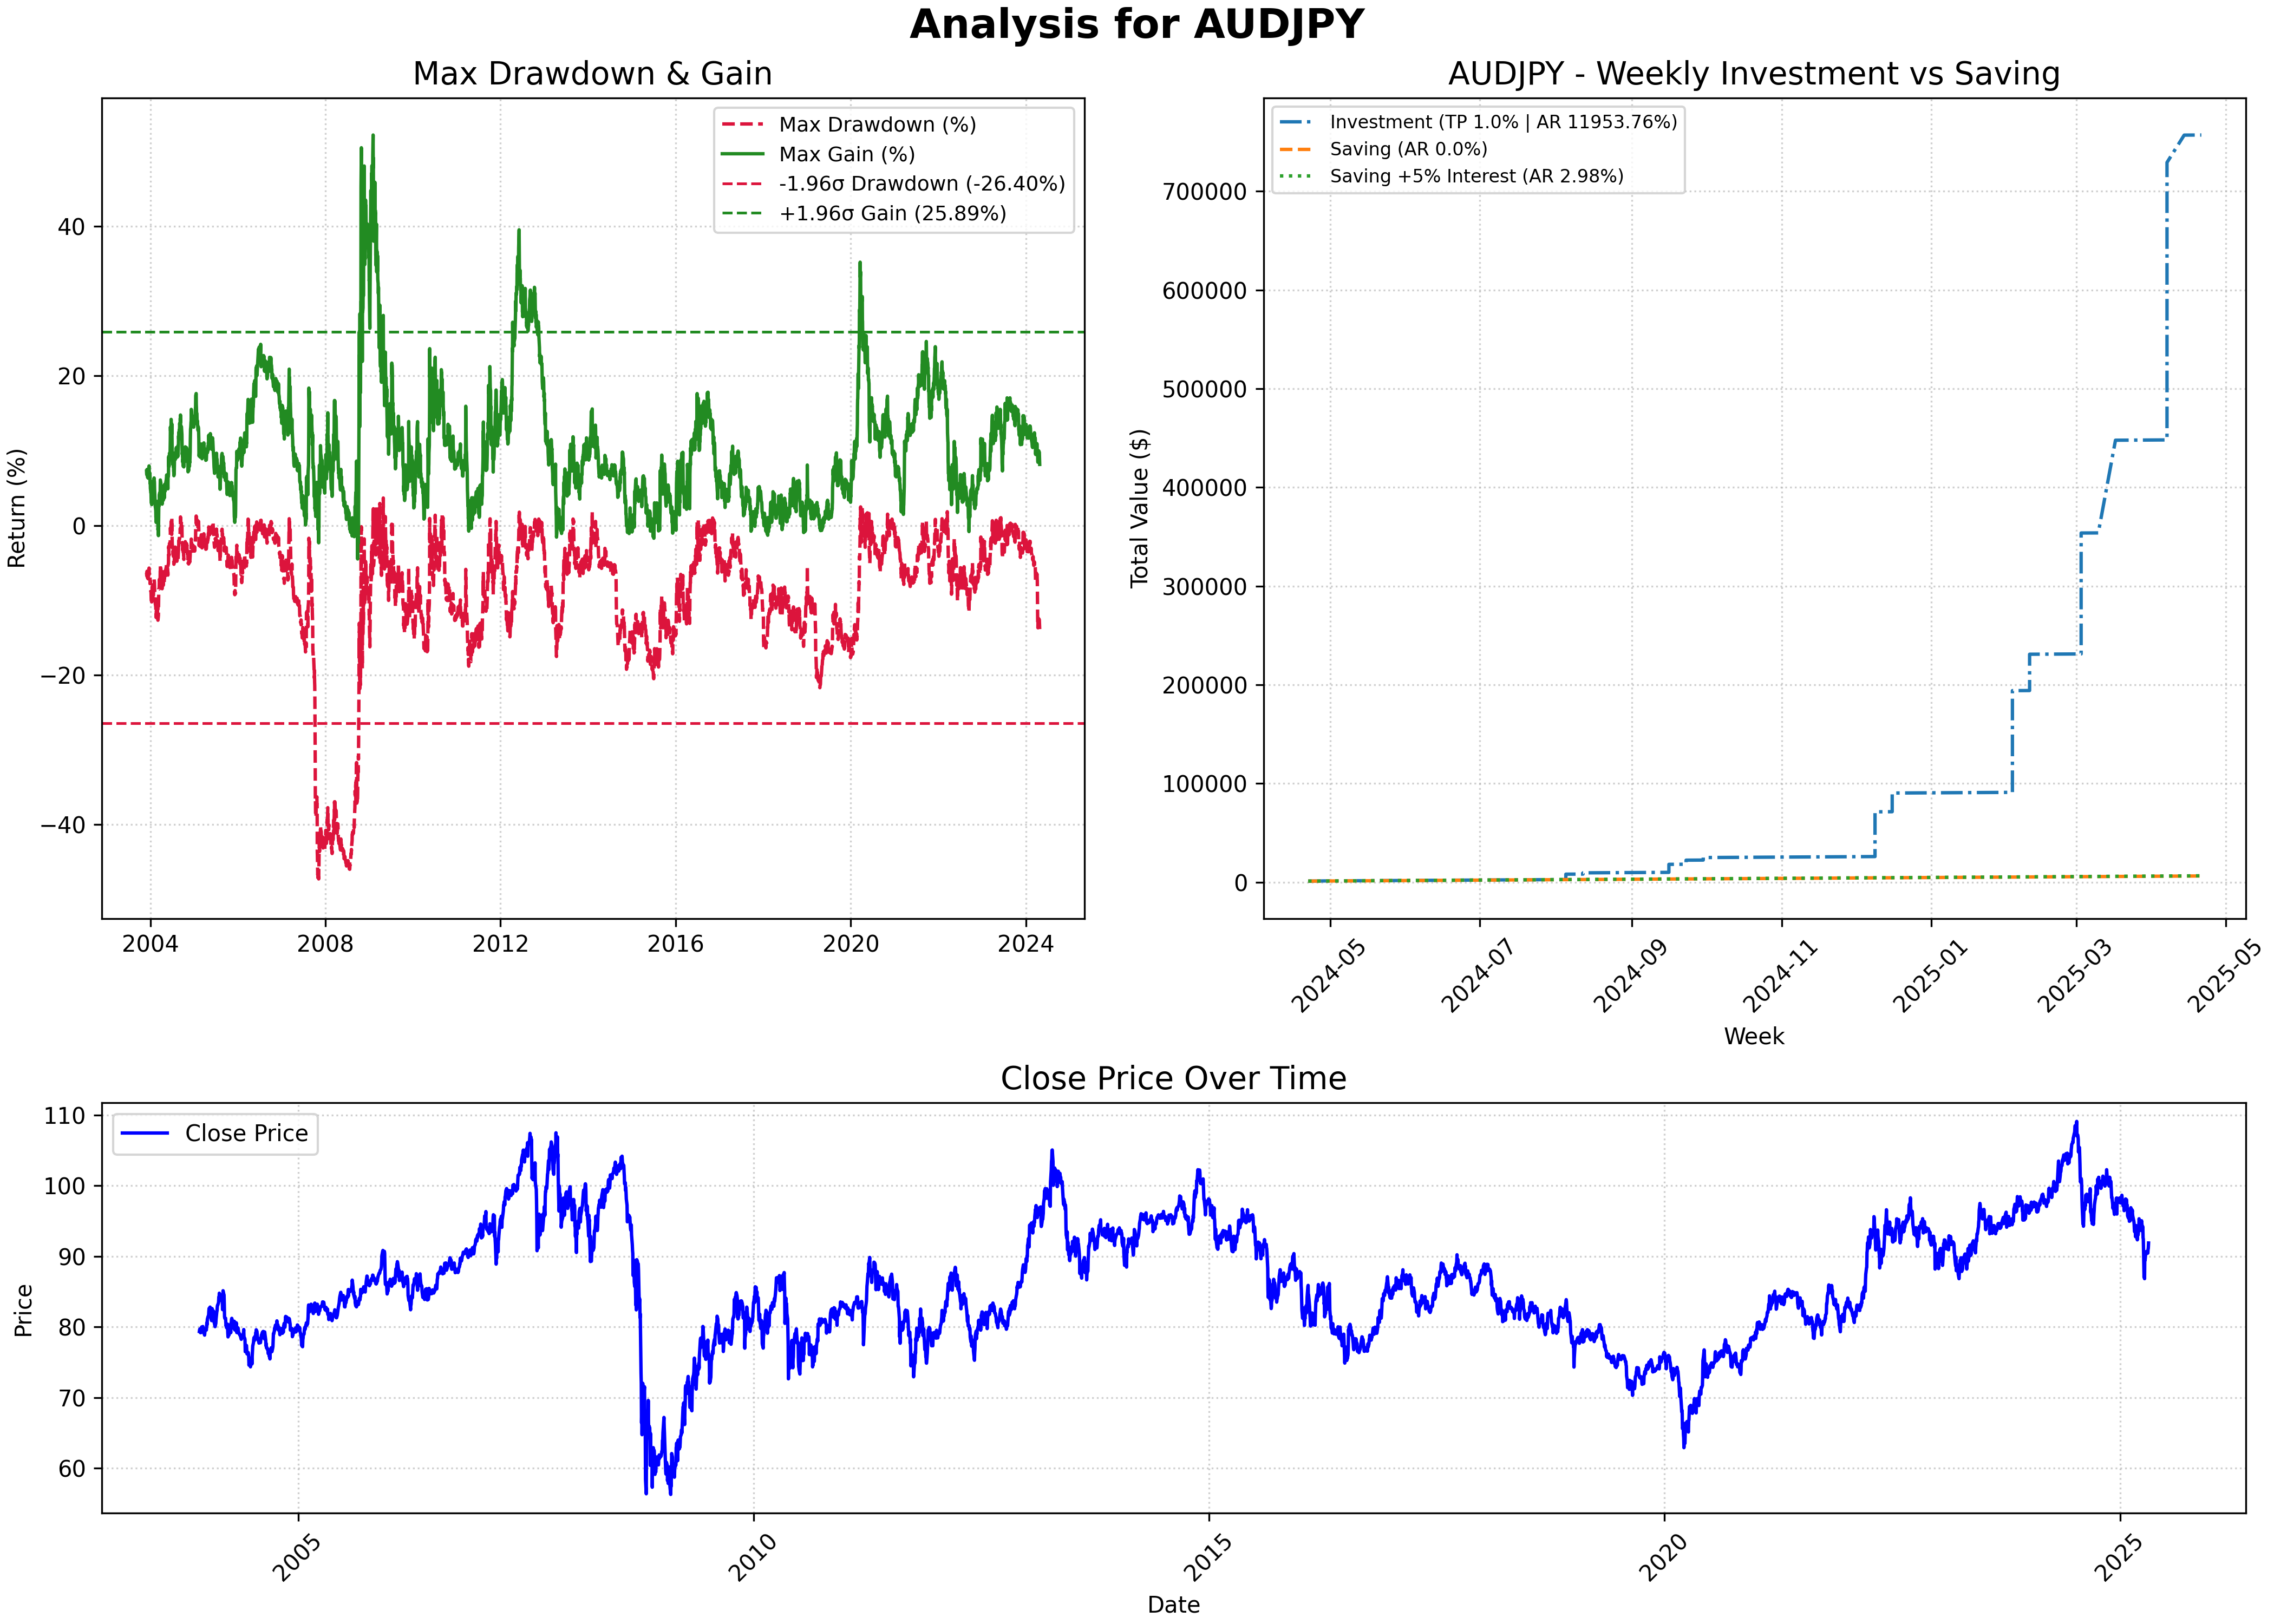 Analysis for AUDJPY
Max Drawdown & Gain
Max Drawdown (%)
Max Gain (%)
-1.96σ Drawdown (-26.40%)
+1.96σ Gain (25.89%)
Return (%)
40
20
0
−20
−40
2004
2008
2012
2016
2020
2024
AUDJPY - Weekly Investment vs Saving
Investment (TP 1.0% | AR 11953.76%)
Saving (AR 0.0%)
Saving +5% Interest (AR 2.98%)
Total Value ($)
700000
600000
500000
400000
300000
200000
100000
0
2024-05
2024-07
2024-09
2024-11
2025-01
2025-03
2025-05
Week
Close Price Over Time
Close Price
Price
110
100
90
80
70
60
2005
2010
2015
2020
2025
Date